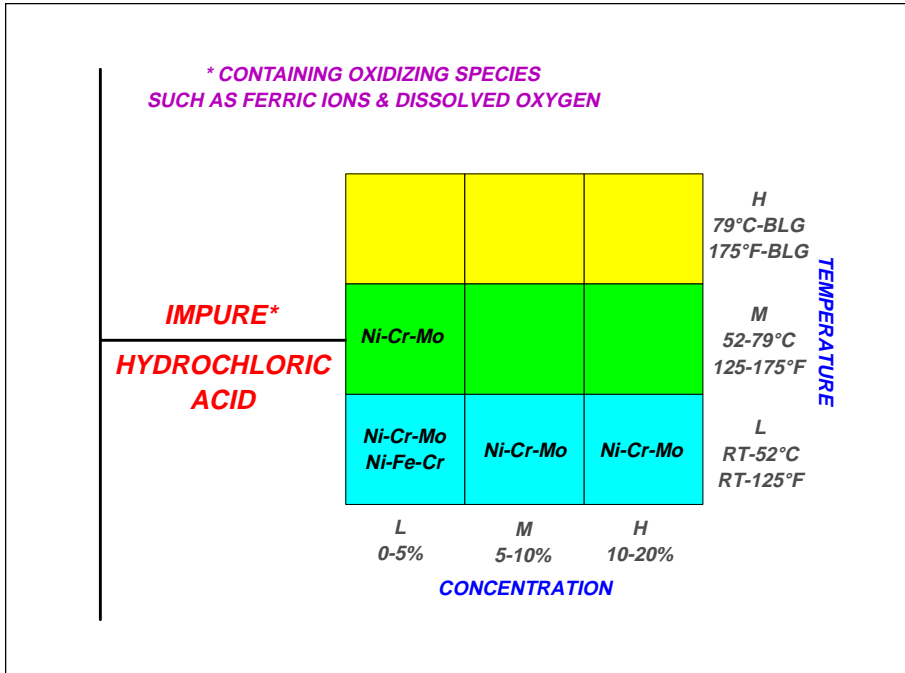 * CONTAINING OXIDIZING SPECIES
SUCH AS FERRIC IONS & DISSOLVED OXYGEN
H
79°C-BLG
175°F-BLG
TEMPERATURE
IMPURE*
HYDROCHLORIC
ACID
Ni-Cr-Mo
M
52-79°C
125-175°F
Ni-Cr-Mo
Ni-Fe-Cr
Ni-Cr-Mo
Ni-Cr-Mo
L
RT-52°C
RT-125°F
L
0-5%
M
5-10%
H
10-20%
CONCENTRATION